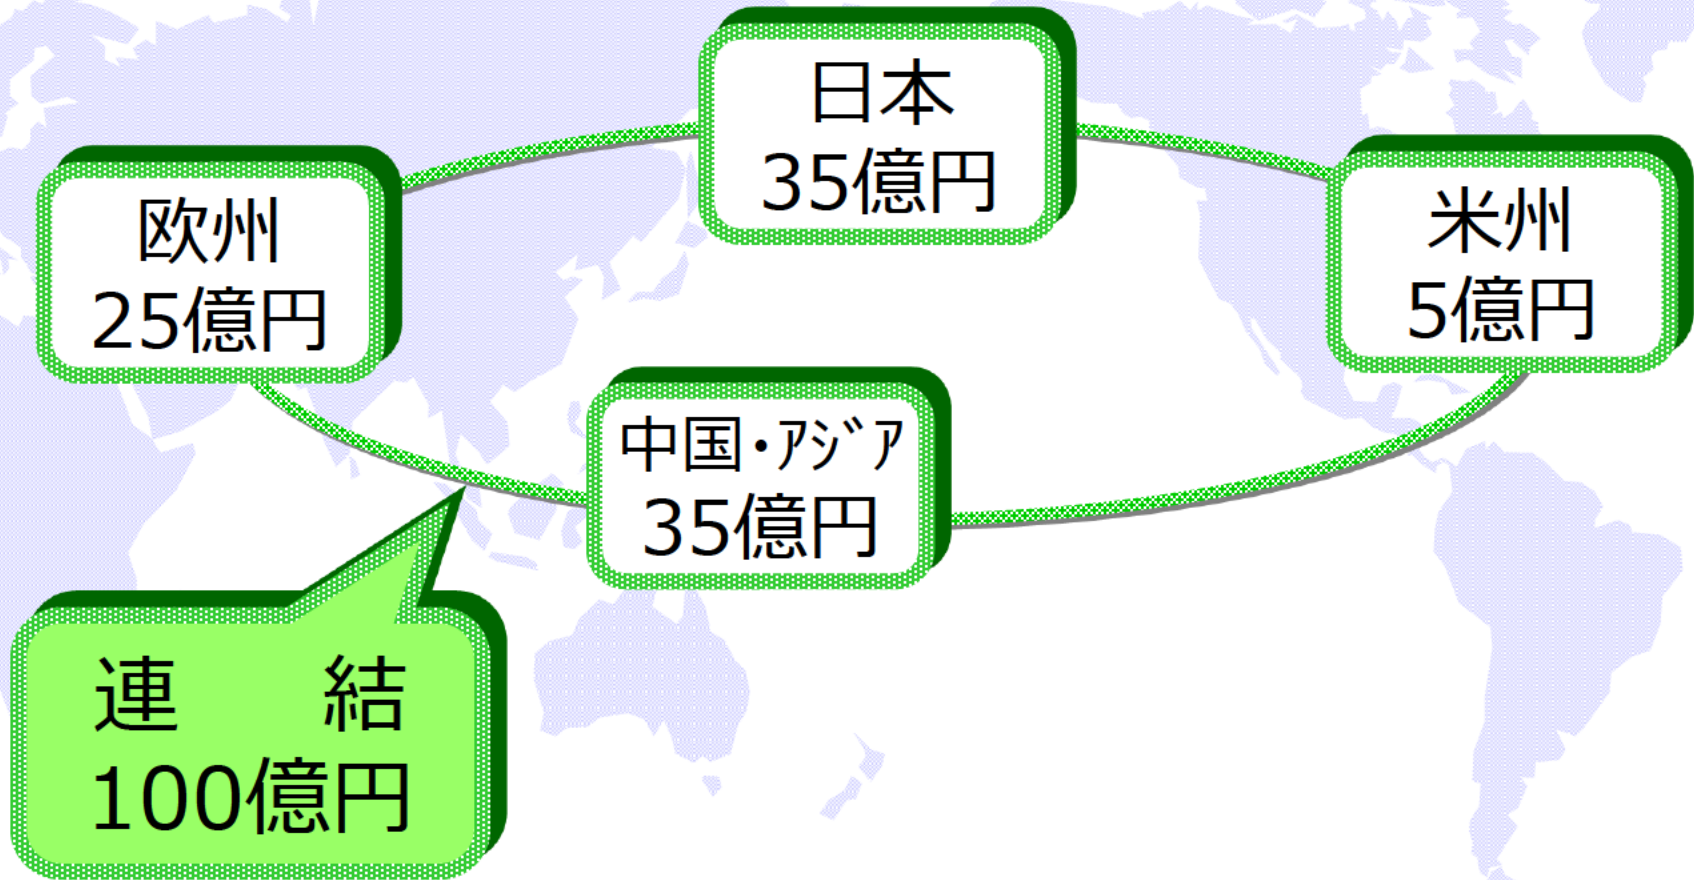 日本
35億円
欧州
25億円
米州
5億円
中国・ｱｼﾞｱ
35億円
連　結
100億円